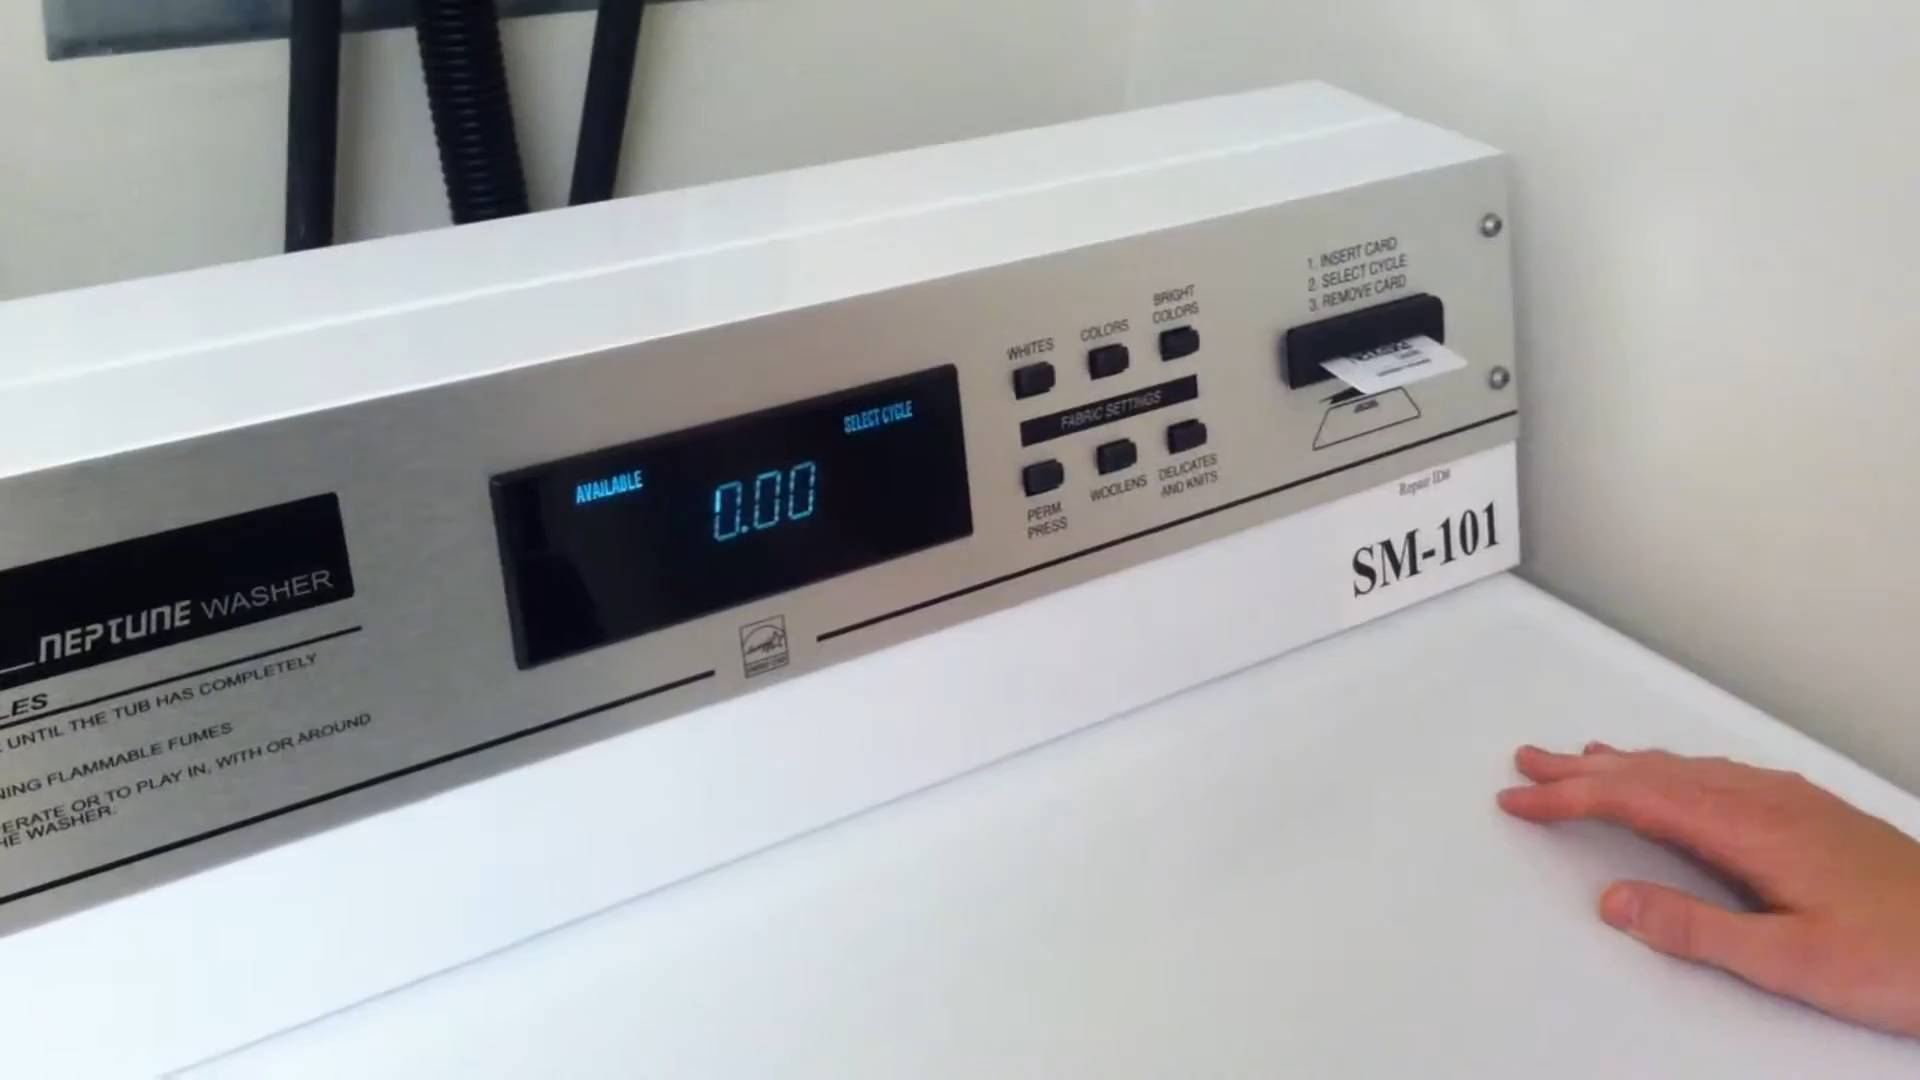 NEPTUNE WASHER
LES
UNTIL THE TUB HAS COMPLETELY
NING FLAMMABLE FUMES
ERATE OR TO PLAY IN, WITH OR AROUND
HE WASHER.
AVAILABLE
SELECT CYCLE
0.00
WHITES
COLORS
BRIGHT
COLORS
FABRIC SETTINGS
PERM
PRESS
WOOLENS
DELICATES
AND KNITS
1. INSERT CARD
2. SELECT CYCLE
3. REMOVE CARD
Repair ID#
SM-101